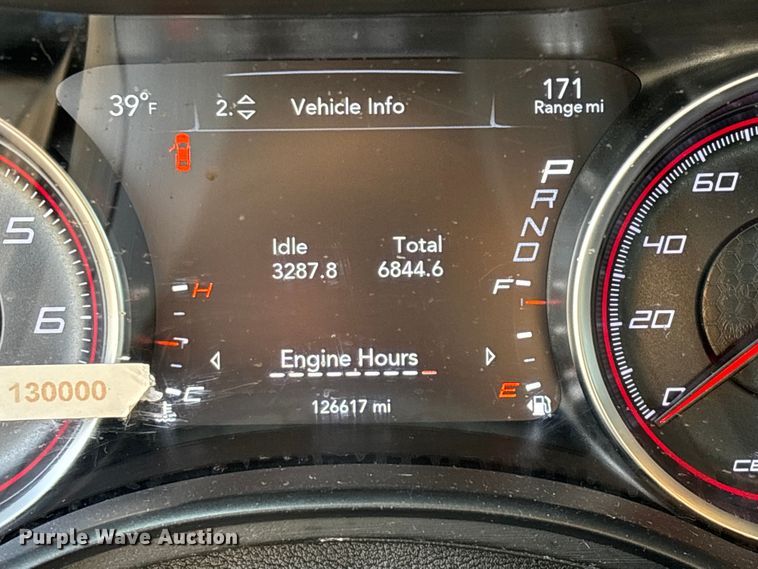 39°F
2. Vehicle Info
171
Range mi
P
R
N
D
Idle Total
3287.8 6844.6
H
C
F
E
Engine Hours
126617 mi
5
6
130000
60
40
20
0
Purple Wave Auction